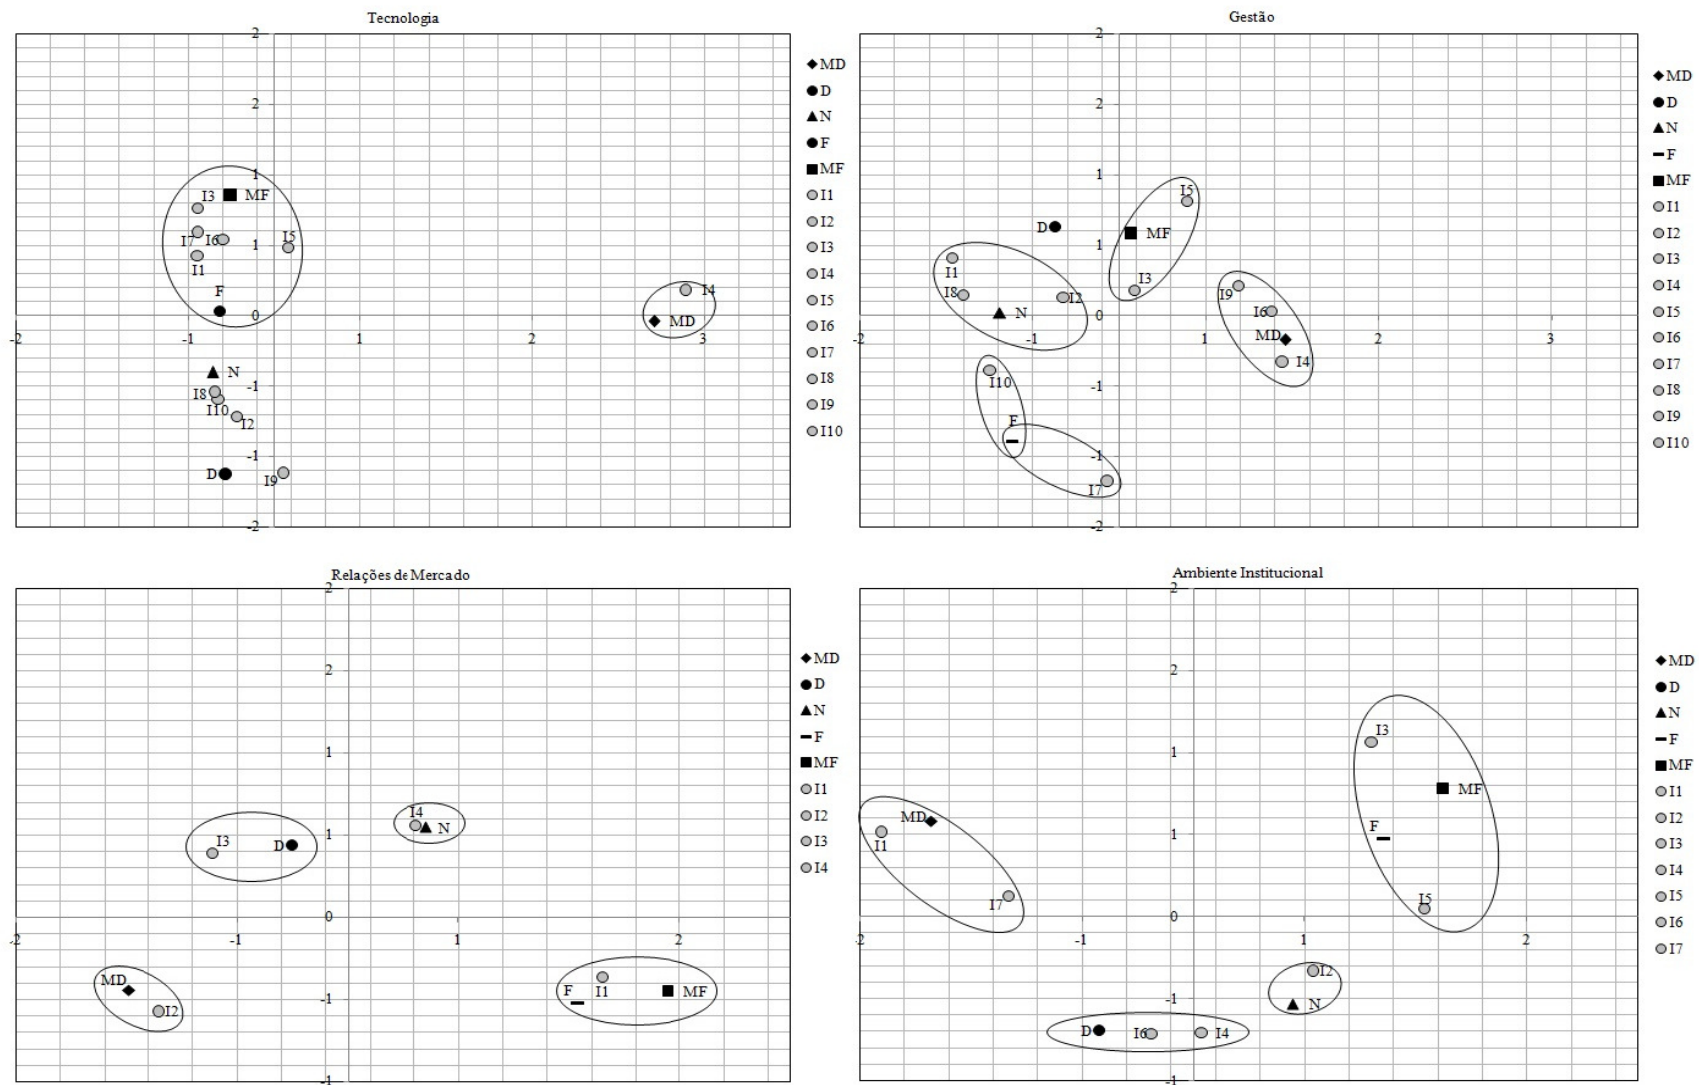 Tecnologia
2
2
1
1
0
-1
-1
-2
-2
-1
1
2
3
I3
MF
I7
I6
I5
I1
F
I4
MD
N
I8
I10
I2
D
I9
MD
D
N
F
MF
I1
I2
I3
I4
I5
I6
I7
I8
I9
I10
Gestão
2
2
1
1
0
-1
-1
-2
-2
-1
1
2
3
I5
D
MF
I1
I3
I8
I2
N
I9
I6
MD
I4
I10
F
I7
MD
D
N
F
MF
I1
I2
I3
I4
I5
I6
I7
I8
I9
I10
Relações de Mercado
2
2
1
1
0
-1
-1
-2
-1
1
2
I4
N
I3
D
MD
I2
F
I1
MF
MD
D
N
F
MF
I1
I2
I3
I4
Ambiente Institucional
2
2
1
1
0
-1
-1
-2
-1
1
2
I3
MF
MD
F
I1
I7
I5
I2
N
D
I6
I4
MD
D
N
F
MF
I1
I2
I3
I4
I5
I6
I7